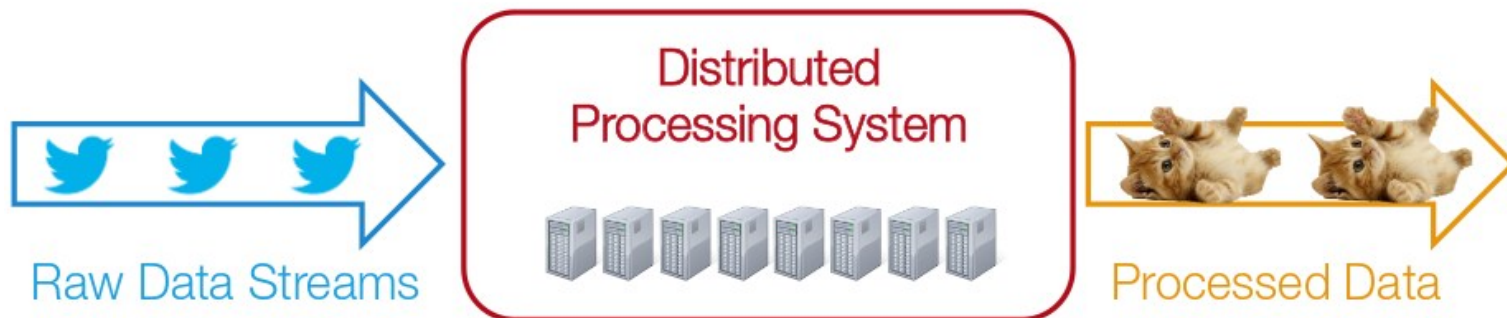 Distributed
Processing System
Raw Data Streams
Processed Data